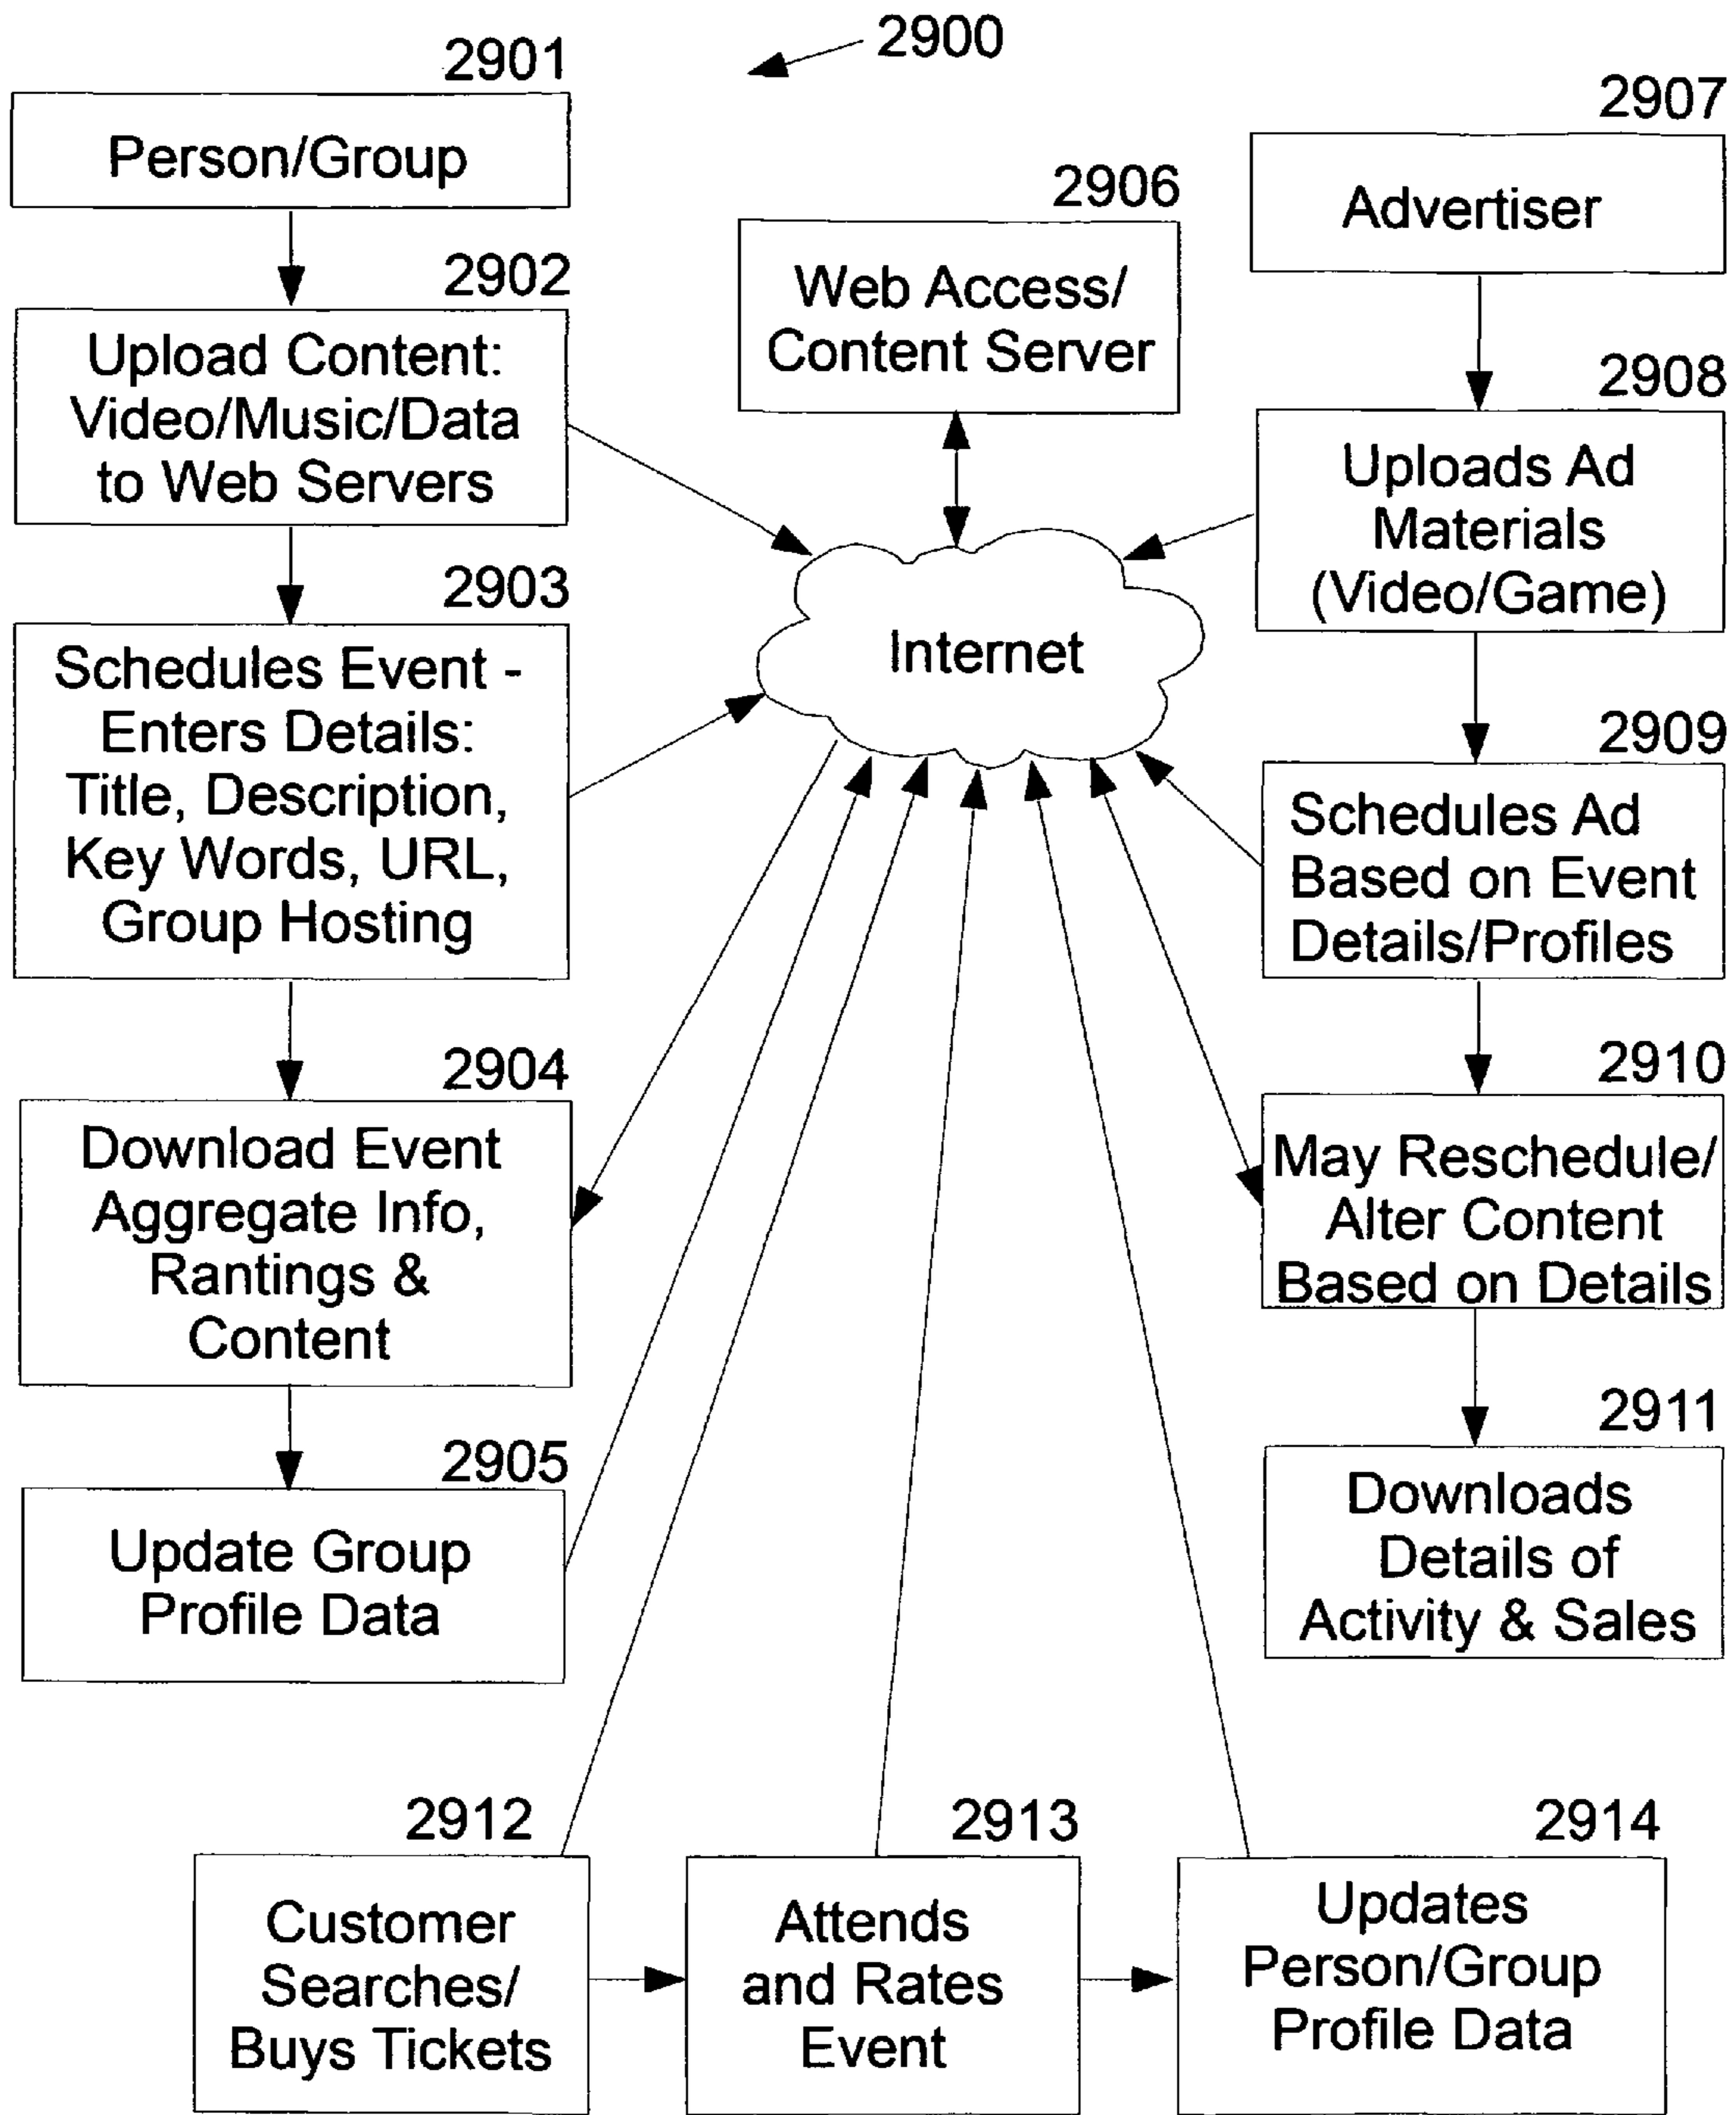 2900
2901
Person/Group
2902
Upload Content:
Video/Music/Data
to Web Servers
2903
Schedules Event -
Enters Details:
Title, Description,
Key Words, URL,
Group Hosting
2904
Download Event
Aggregate Info,
Rantings &
Content
2905
Update Group
Profile Data
2906
Web Access/
Content Server
Internet
2907
Advertiser
2908
Uploads Ad
Materials
(Video/Game)
2909
Schedules Ad
Based on Event
Details/Profiles
2910
May Reschedule/
Alter Content
Based on Details
2911
Downloads
Details of
Activity & Sales
2912
Customer
Searches/
Buys Tickets
2913
Attends
and Rates
Event
2914
Updates
Person/Group
Profile Data